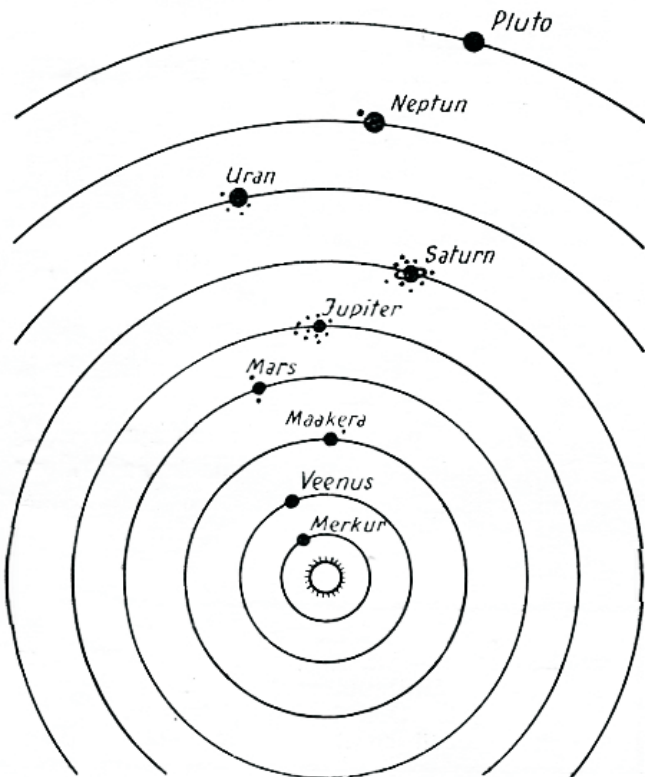 Pluto
Neptun
Uran
Saturn
Jupiter
Mars
Maakera
Veenus
Merkur